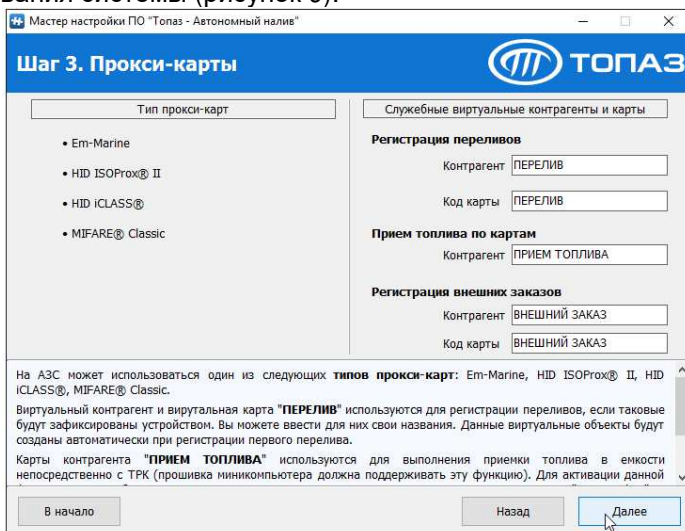 вания системы (рисунок 9).
Мастер настройки ПО "Топаз - Автономный налив"
Шаг 3. Прокси-карты
ТОПАЗ
Тип прокси-карт
• Em-Marine
• HID ISOProx® II
• HID iCLASS®
• MIFARE® Classic
Служебные виртуальные контрагенты и карты
Регистрация переливов
Контрагент ПЕРЕЛИВ
Код карты ПЕРЕЛИВ
Прием топлива по картам
Контрагент ПРИЕМ ТОПЛИВА
Регистрация внешних заказов
Контрагент ВНЕШНИЙ ЗАКАЗ
Код карты ВНЕШНИЙ ЗАКАЗ
На АЗС может использоваться один из следующих типов прокси-карт: Em-Marine, HID ISOProx® II, HID
iCLASS®, MIFARE® Classic.
Виртуальный контрагент и вирутальная карта "ПЕРЕЛИВ" используются для регистрации переливов, если таковые
будут зафиксированы устройством. Вы можете ввести для них свои названия. Данные виртуальные объекты будут
созданы автоматически при регистрации первого перелива.
Карты контрагента "ПРИЕМ ТОПЛИВА" используются для выполнения приемки топлива в емкости
непосредственно с ТРК (прошивка миникомпьютера должна поддерживать эту функцию). Для активации данной
В начало
Назад
Далее